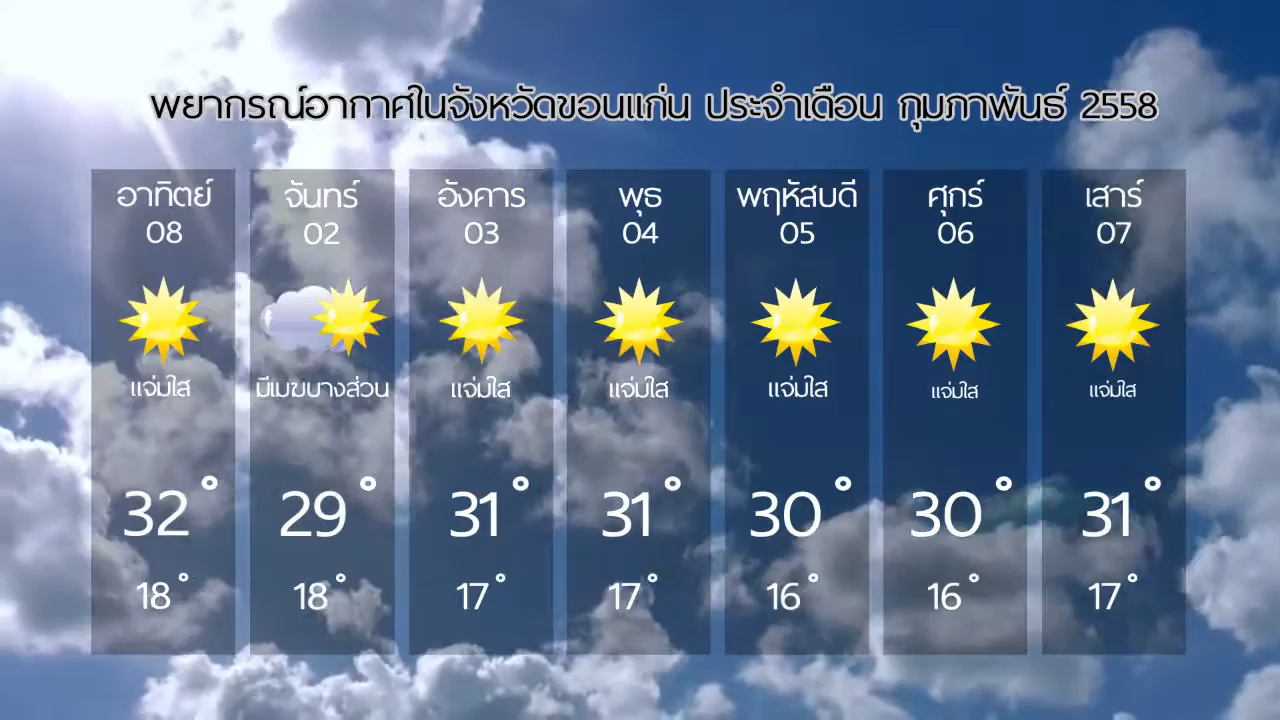 พยากรณ์อากาศในจังหวัดขอนแก่น ประจำเดือน กุมภาพันธ์ 2558
อาทิตย์ จันทร์ อังคาร พุธ พฤหัสบดี ศุกร์ เสาร์
08 02 03 04 05 06 07
แจ่มใส มีเมฆบางส่วน แจ่มใส แจ่มใส แจ่มใส แจ่มใส แจ่มใส
32° 29° 31° 31° 30° 30° 31°
18° 18° 17° 17° 16° 16° 17°